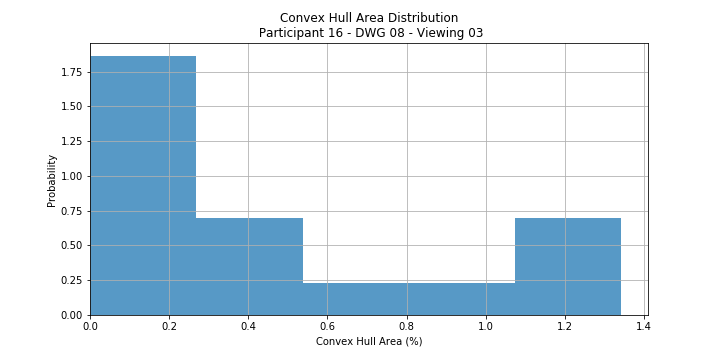 Convex Hull Area Distribution
Participant 16 - DWG 08 - Viewing 03
1.75
1.50
1.25
1.00
0.75
0.50
0.25
0.00
Probability
0.0 0.2 0.4 0.6 0.8 1.0 1.2 1.4
Convex Hull Area (%)